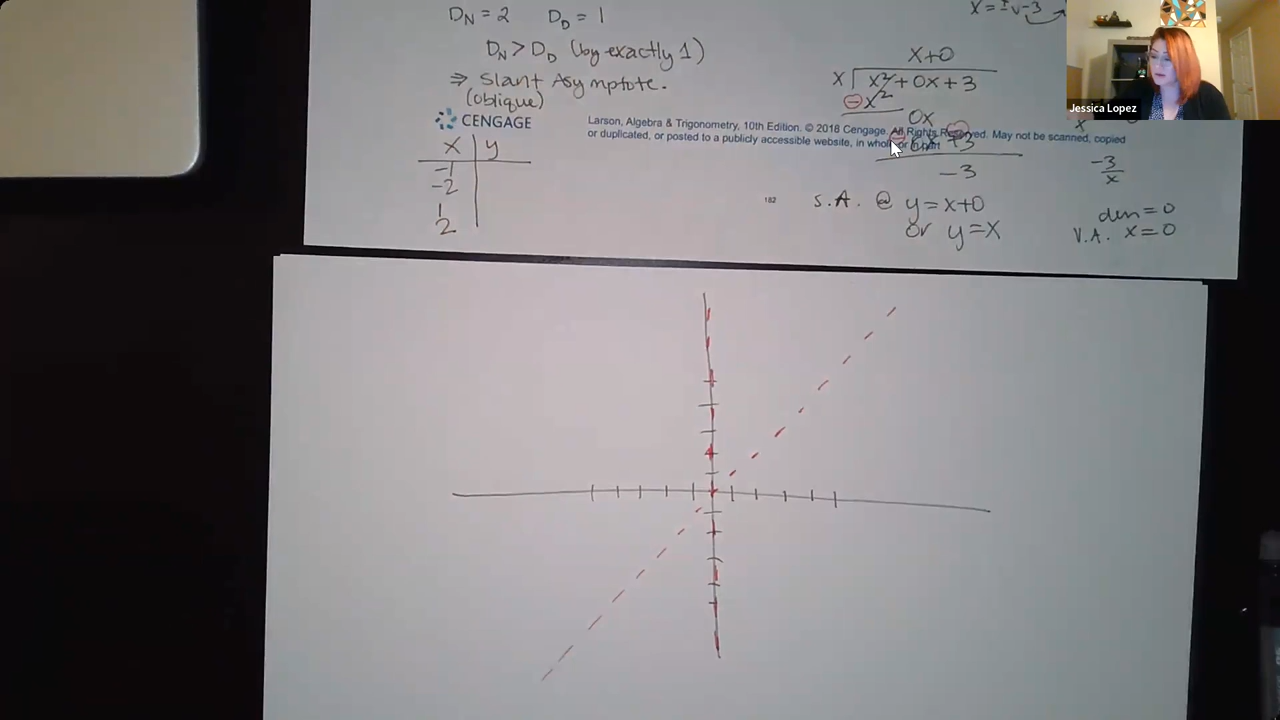 D_N = 2 D_D = 1
D_N > D_D (by exactly 1)
⇒ Slant Asymptote.
(oblique)
CENGAGE
x | y
-1
-2
1
2
Larson, Algebra & Trigonometry, 10th Edition. © 2018 Cengage. All Rights Reserved. May not be scanned, copied
or duplicated, or posted to a publicly accessible website, in whole or in part.
182
x+0
x x²+0x+3
⊖x²
0x
+3
-3
S.A. @ y=x+0
or y=x
-3
x
den=0
V.A. x=0
Jessica Lopez